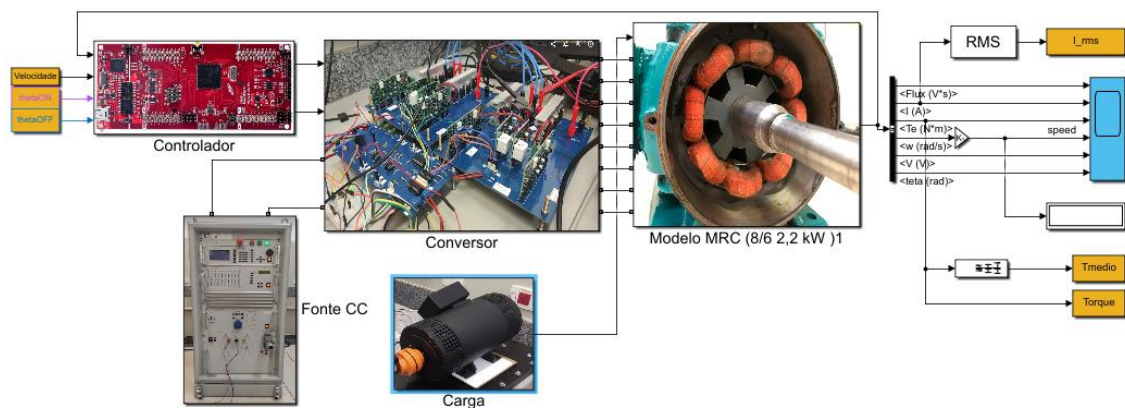 Velocidade
thetaON
thetaOFF
Controlador
Conversor
Fonte CC
Carga
Modelo MRC (8/6 2,2 kW )1
RMS
I_rms
<Flux (V*s)>
<I (A)>
<Te (N*m)>
<w (rad/s)>
<V (V)>
<teta (rad)>
K-
speed
Tmedio
Torque